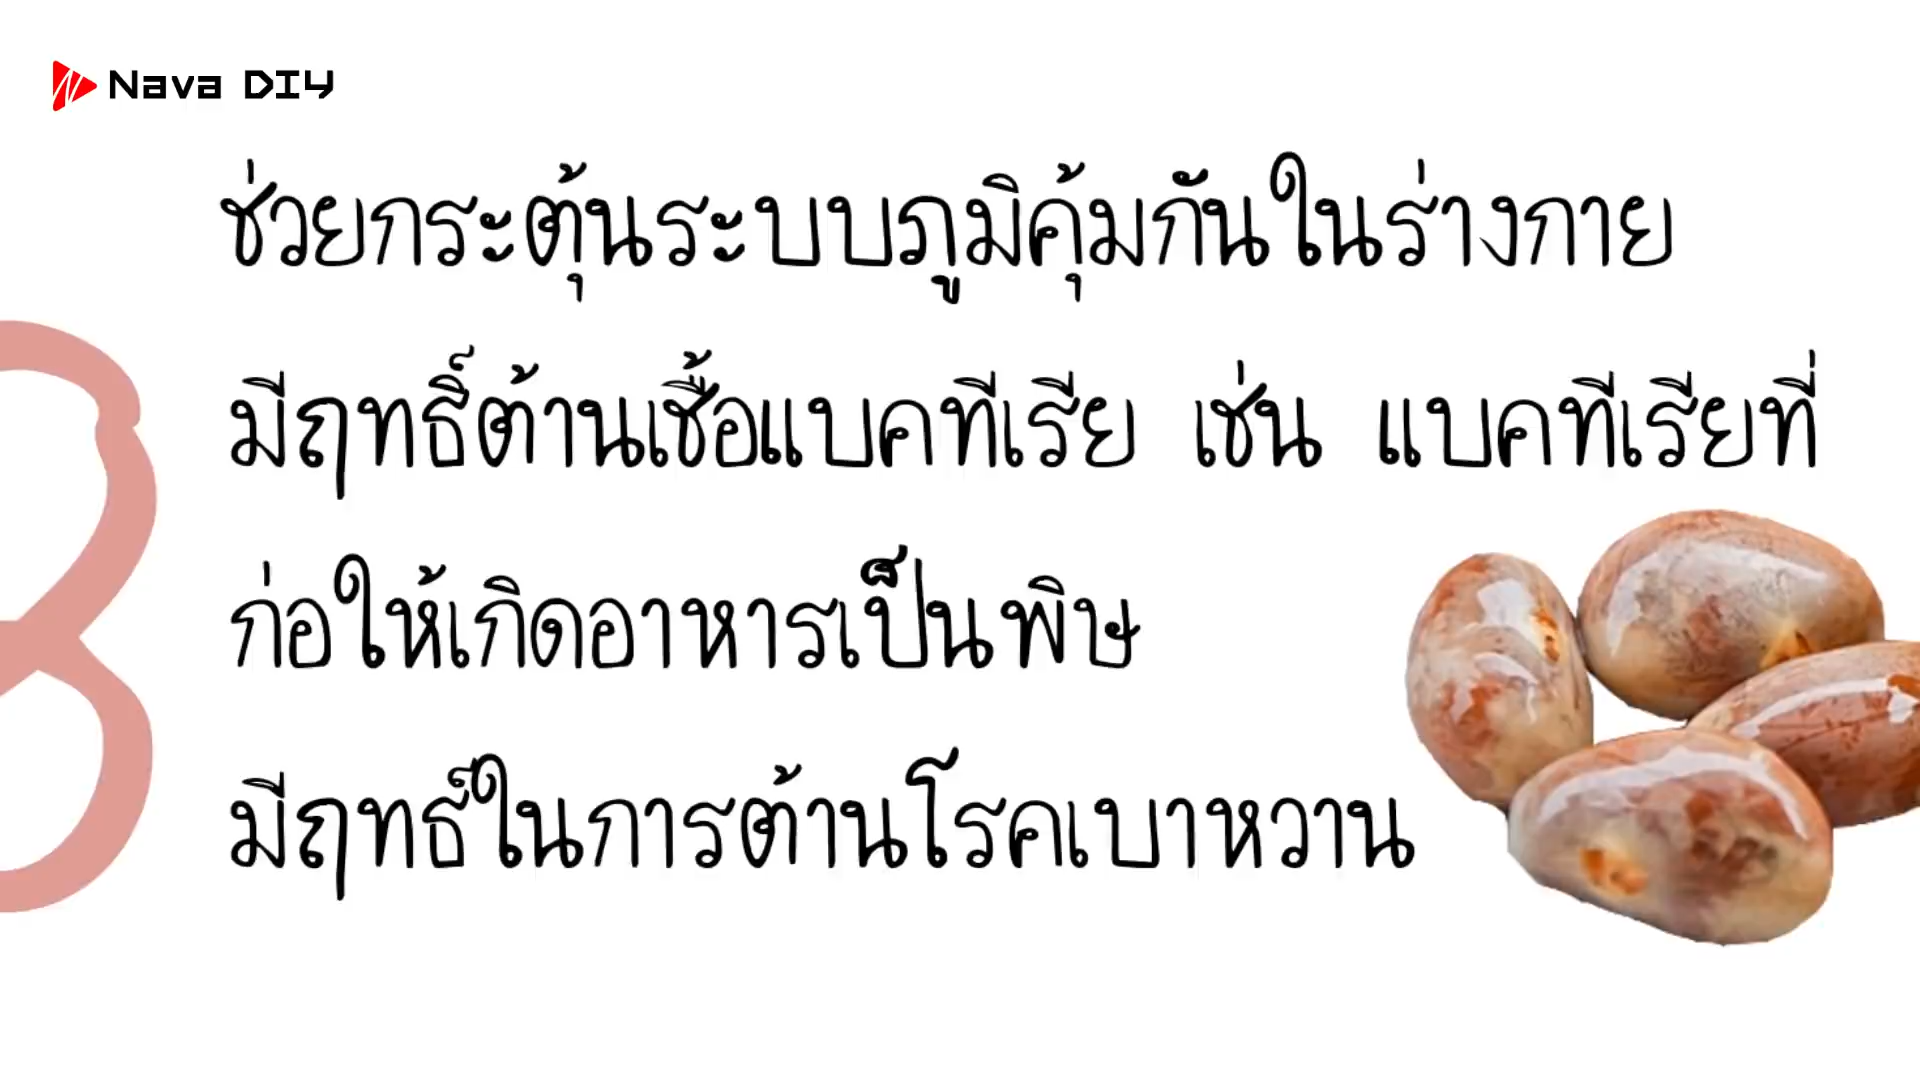 Nava DIY
ช่วยกระตุ้นระบบภูมิคุ้มกันในร่างกาย
มีฤทธิ์ต้านเชื้อแบคทีเรีย เช่น แบคทีเรียที่
ก่อให้เกิดอาหารเป็นพิษ
มีฤทธิ์ในการต้านโรคเบาหวาน